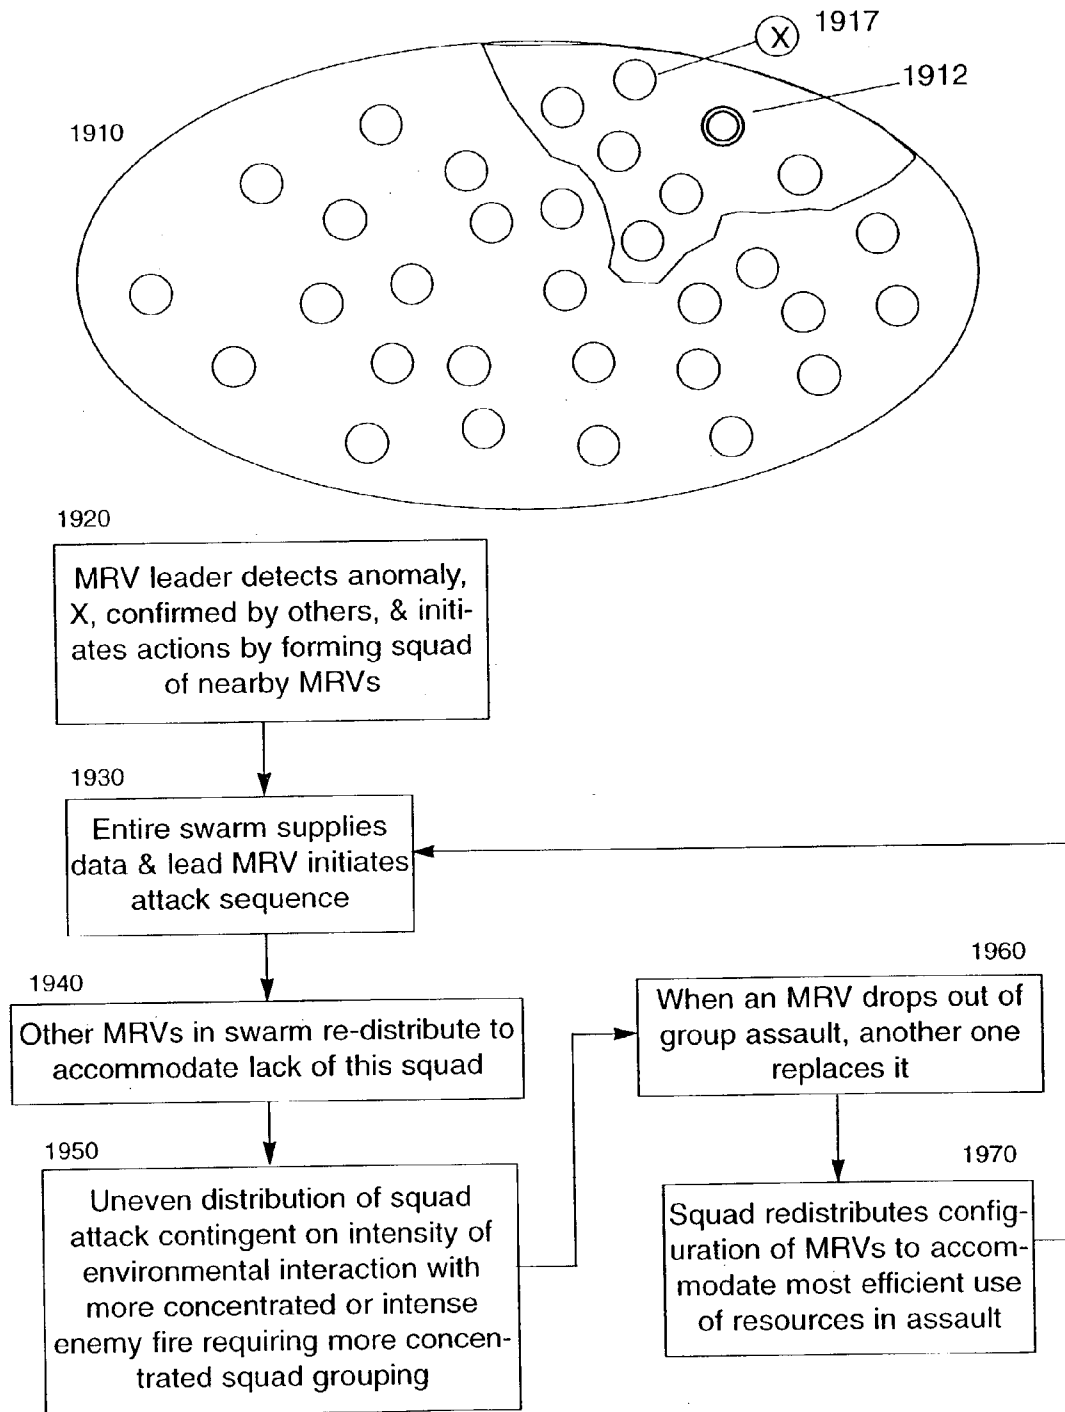 1917
X
1912
1910
1920
MRV leader detects anomaly,
X, confirmed by others, & initi-
ates actions by forming squad
of nearby MRVs
1930
Entire swarm supplies
data & lead MRV initiates
attack sequence
1940
Other MRVs in swarm re-distribute to
accommodate lack of this squad
1950
Uneven distribution of squad
attack contingent on intensity of
environmental interaction with
more concentrated or intense
enemy fire requiring more concen-
trated squad grouping
1960
When an MRV drops out of
group assault, another one
replaces it
1970
Squad redistributes config-
uration of MRVs to accom-
modate most efficient use
of resources in assault